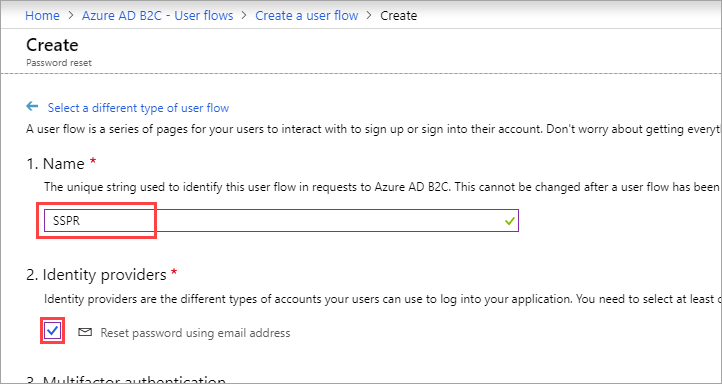 Home > Azure AD B2C - User flows > Create a user flow > Create
Create
Password reset
Select a different type of user flow
A user flow is a series of pages for your users to interact with to sign up or sign into their account. Don't worry about getting everyt
1. Name *
The unique string used to identify this user flow in requests to Azure AD B2C. This cannot be changed after a user flow has been
SSPR
2. Identity providers *
Identity providers are the different types of accounts your users can use to log into your application. You need to select at least o
Reset password using email address
3. Multifactor authentication